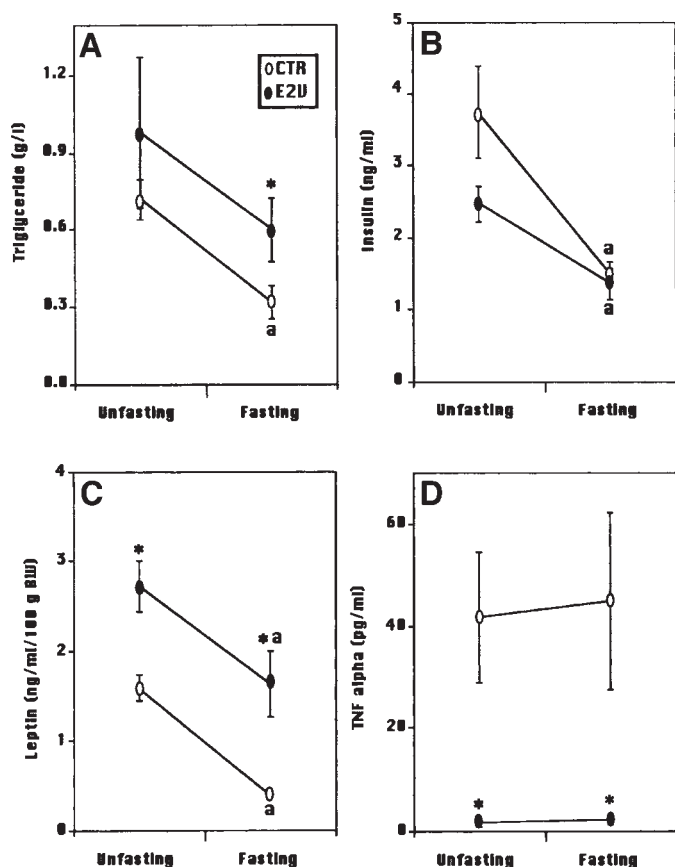 A
Triglyceride (g/l)
1.2
0.9
0.6
0.3
0.0
CTR
E2V
*
a
Unfasting Fasting
B
Insulin (ng/ml)
5
4
3
2
1
0
a
a
Unfasting Fasting
C
Leptin (ng/ml/100 g BW)
4
3
2
1
0
*
* a
a
Unfasting Fasting
D
TNF alpha (pg/ml)
60
40
20
0
* *
Unfasting Fasting